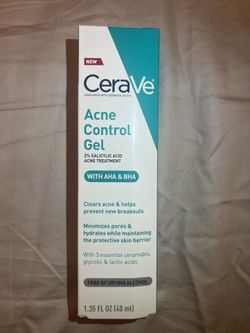 NEW
CeraVe
DEVELOPED WITH DERMATOLOGISTS
Acne
Control
Gel
2% SALICYLIC ACID
ACNE TREATMENT
WITH AHA & BHA
Clears acne & helps
prevent new breakouts
Minimizes pores &
hydrates while maintaining
the protective skin barrier
With 3 essential ceramides,
glycolic & lactic acids
FREE OF DRYING ALCOHOL
1.35 FL OZ (40 ml)